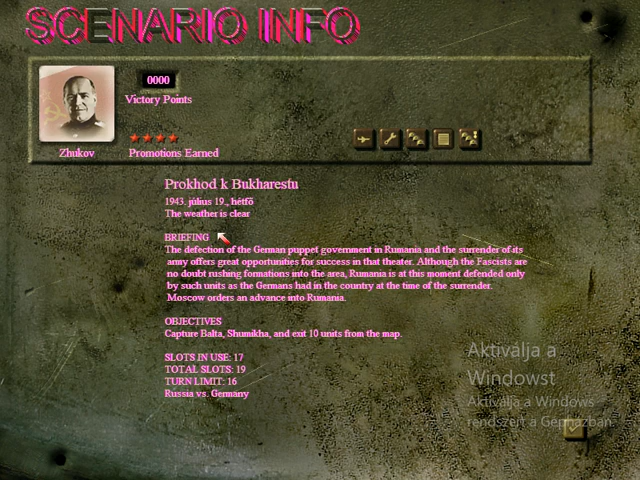 SCENARIO INFO
0000
Victory Points
Zhukov
Promotions Earned
Prokhod k Bukharestu
1943. július 19., hétfő
The weather is clear
BRIEFING
The defection of the German puppet government in Rumania and the surrender of its
army offers great opportunities for success in that theater. Although the Fascists are
no doubt rushing formations into the area, Rumania is at this moment defended only
by such units as the Germans had in the country at the time of the surrender.
Moscow orders an advance into Rumania.
OBJECTIVES
Capture Balta, Shumikha, and exit 10 units from the map.
SLOTS IN USE: 17
TOTAL SLOTS: 19
TURN LIMIT: 16
Russia vs. Germany
Aktiválja a
Windowst
Aktiválja a Windows
rendszert a Gépházban.